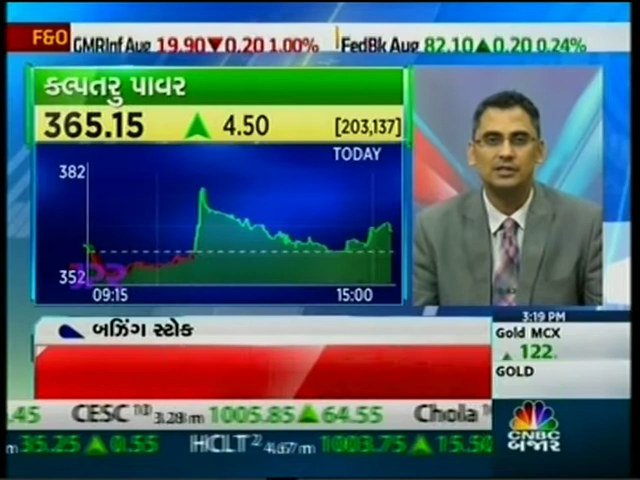 F&O GMRInf Aug 19.90▼0.20 1.00% FedBk Aug 82.10▲0.20 0.24%
કલ્પતરુ પાવર
365.15 ▲ 4.50 [203,137]
TODAY
382
352
09:15 15:00
બઝિંગ સ્ટોક
3:19 PM
Gold MCX
▲ 122.
GOLD
.45 CESC 3.28m 1005.85▲64.55 Chola
m 35.25▲0.55 HCLT 4.67m 1003.75▲15.50
CNBC
બજાર